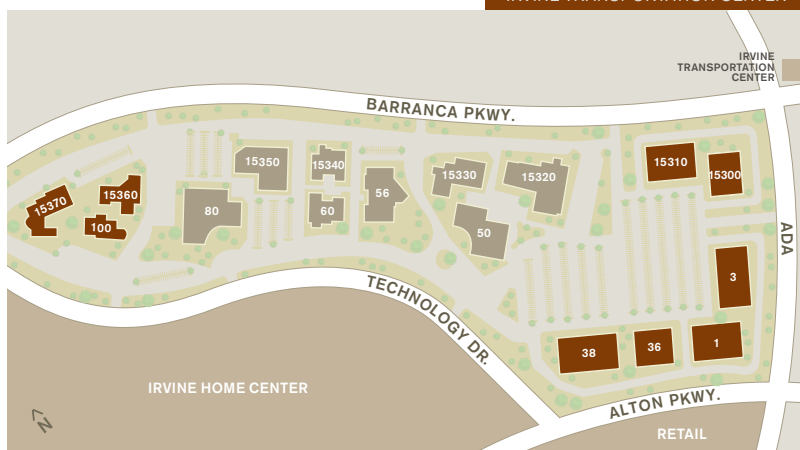 IRVINE
TRANSPORTATION
CENTER
BARRANCA PKWY.
15350
15340
15330
15320
15310
15300
56
15370
15360
100
80
60
50
ADA
3
TECHNOLOGY DR.
38
36
1
IRVINE HOME CENTER
ALTON PKWY.
N
RETAIL